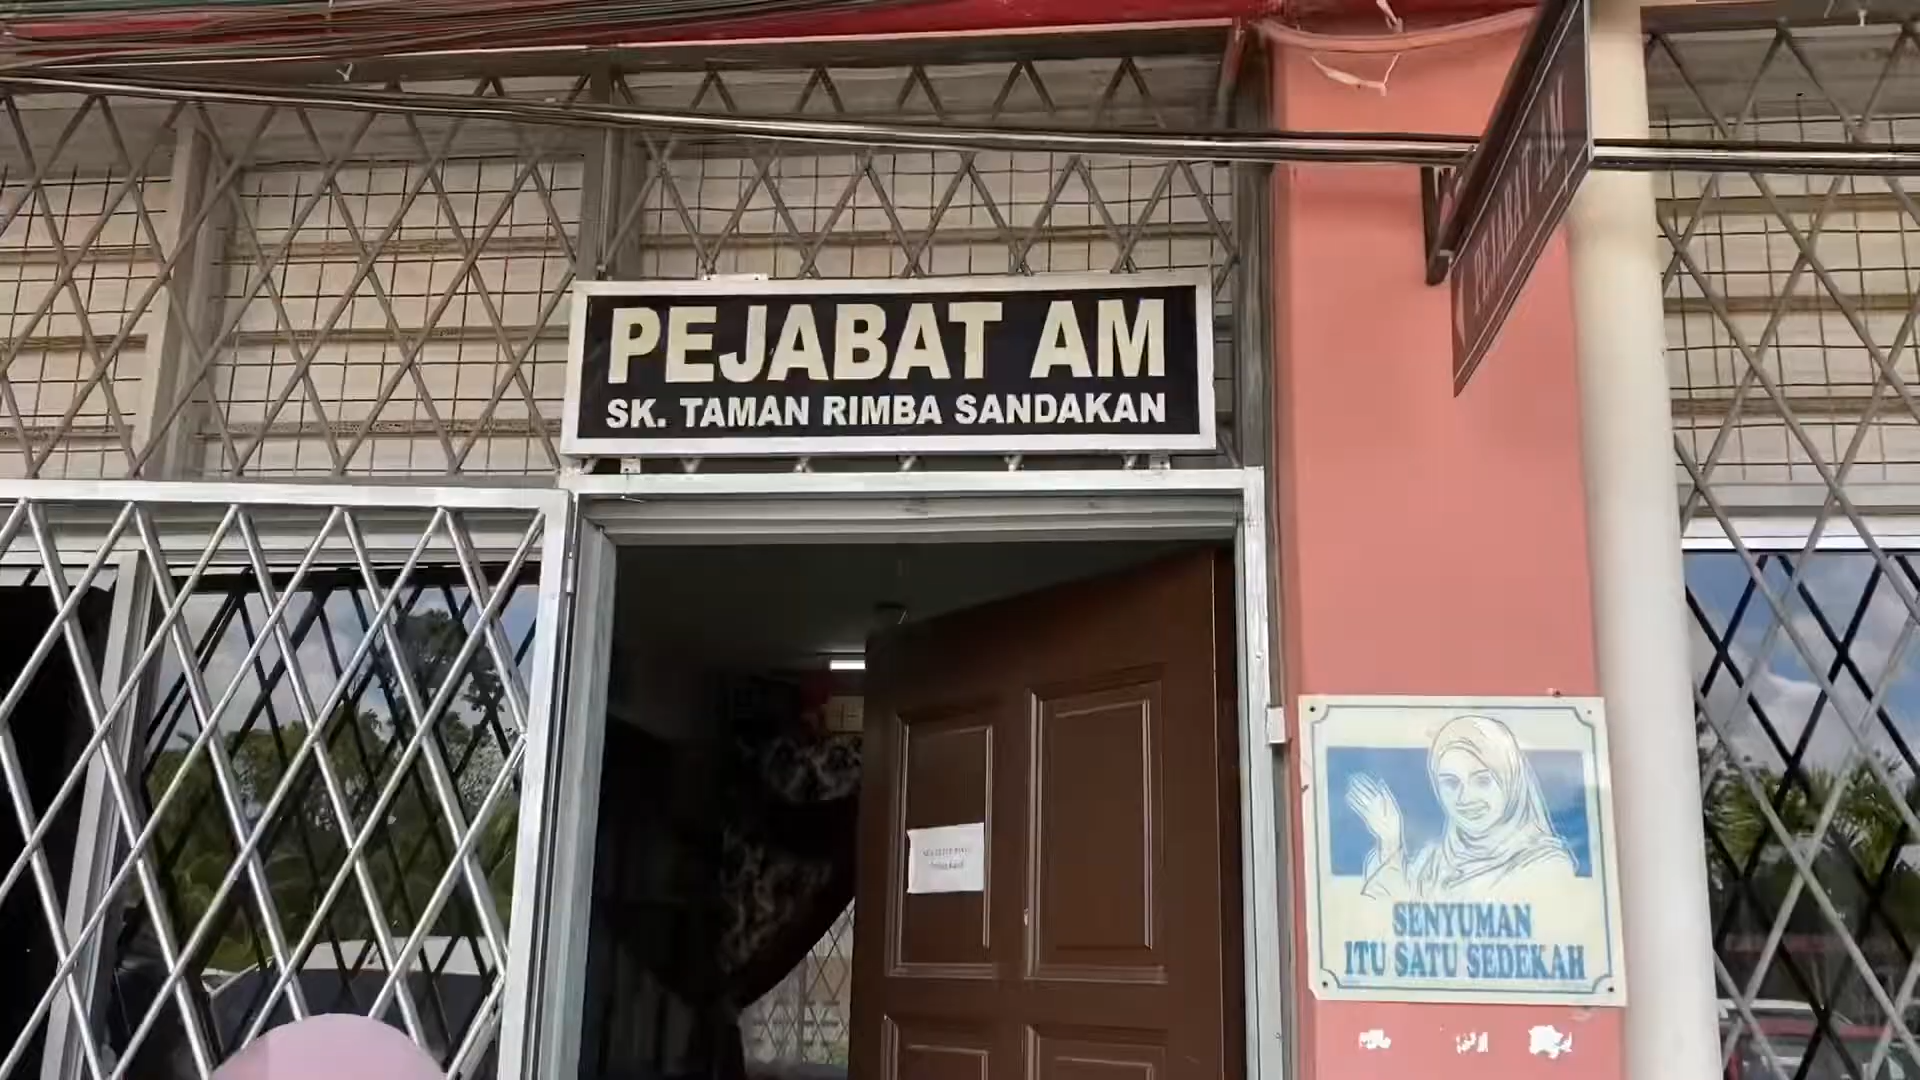 PEJABAT AM
SK. TAMAN RIMBA SANDAKAN
PEJABAT AM
SENYUMAN
ITU SATU SEDEKAH